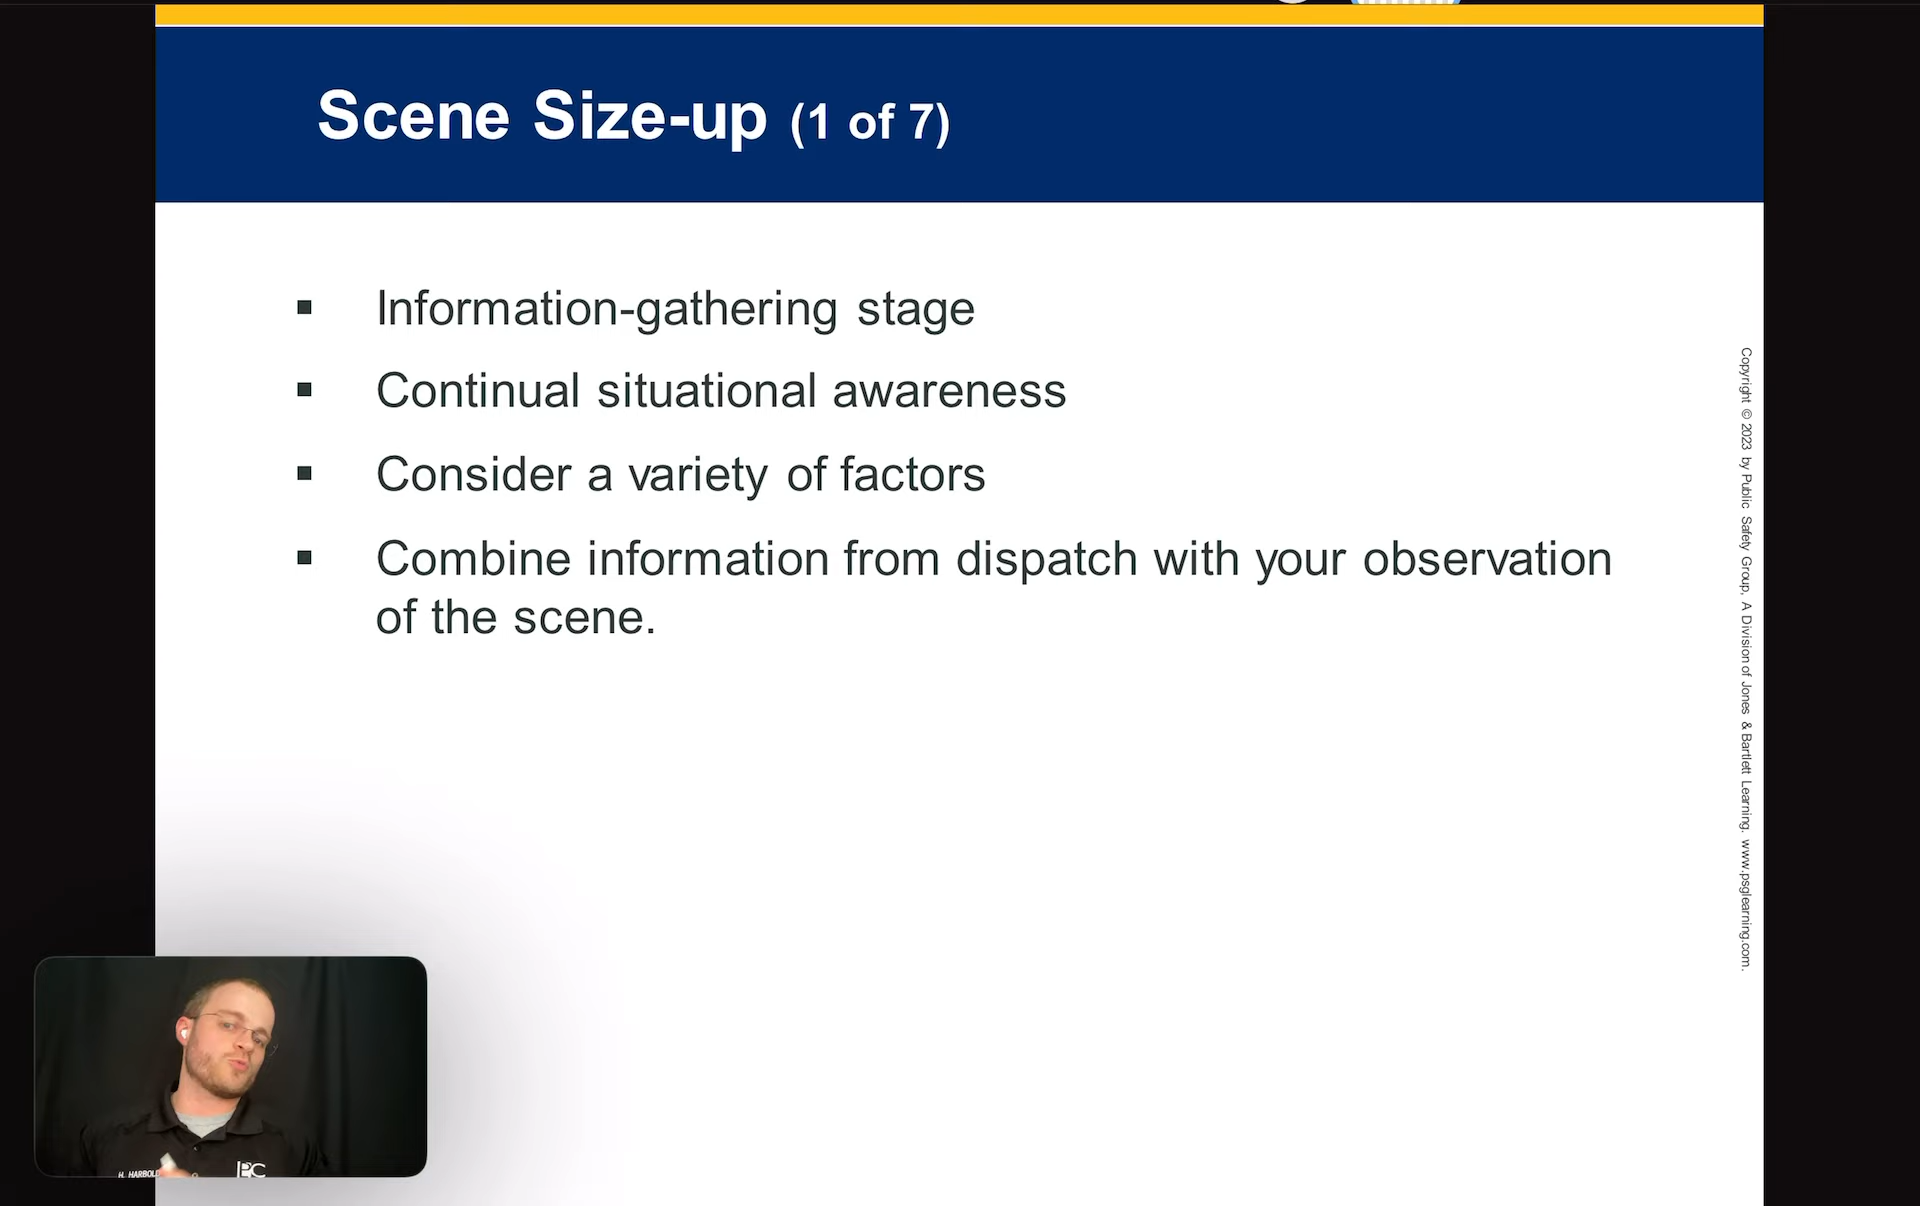 Scene Size-up (1 of 7)
Information-gathering stage
Continual situational awareness
Consider a variety of factors
Combine information from dispatch with your observation
of the scene.
Copyright © 2023 by Public Safety Group, A Division of Jones & Bartlett Learning. www.psglearning.com.
H. HARBOLD